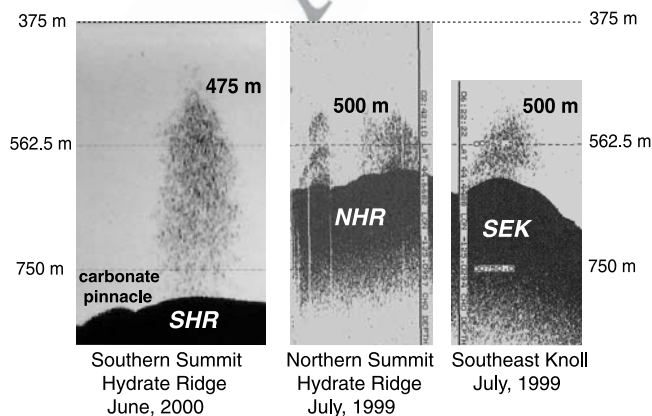 375 m
375 m
475 m
500 m
500 m
562.5 m
562.5 m
NHR
SEK
750 m
750 m
carbonate
pinnacle
SHR
Southern Summit
Hydrate Ridge
June, 2000
Northern Summit
Hydrate Ridge
July, 1999
Southeast Knoll
July, 1999